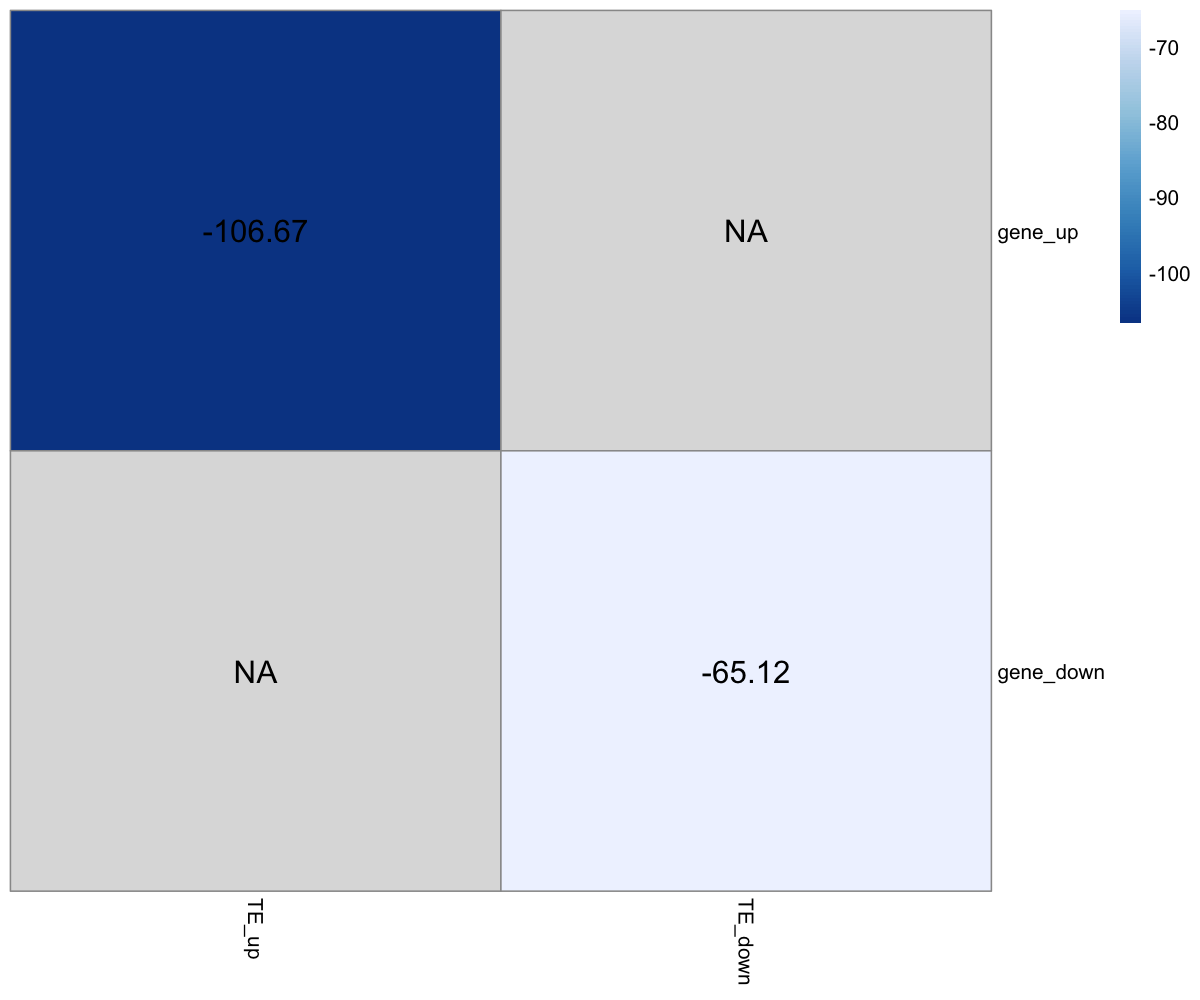 -106.67
NA
gene_up
NA
-65.12
gene_down
TE_up
TE_down
-70
-80
-90
-100